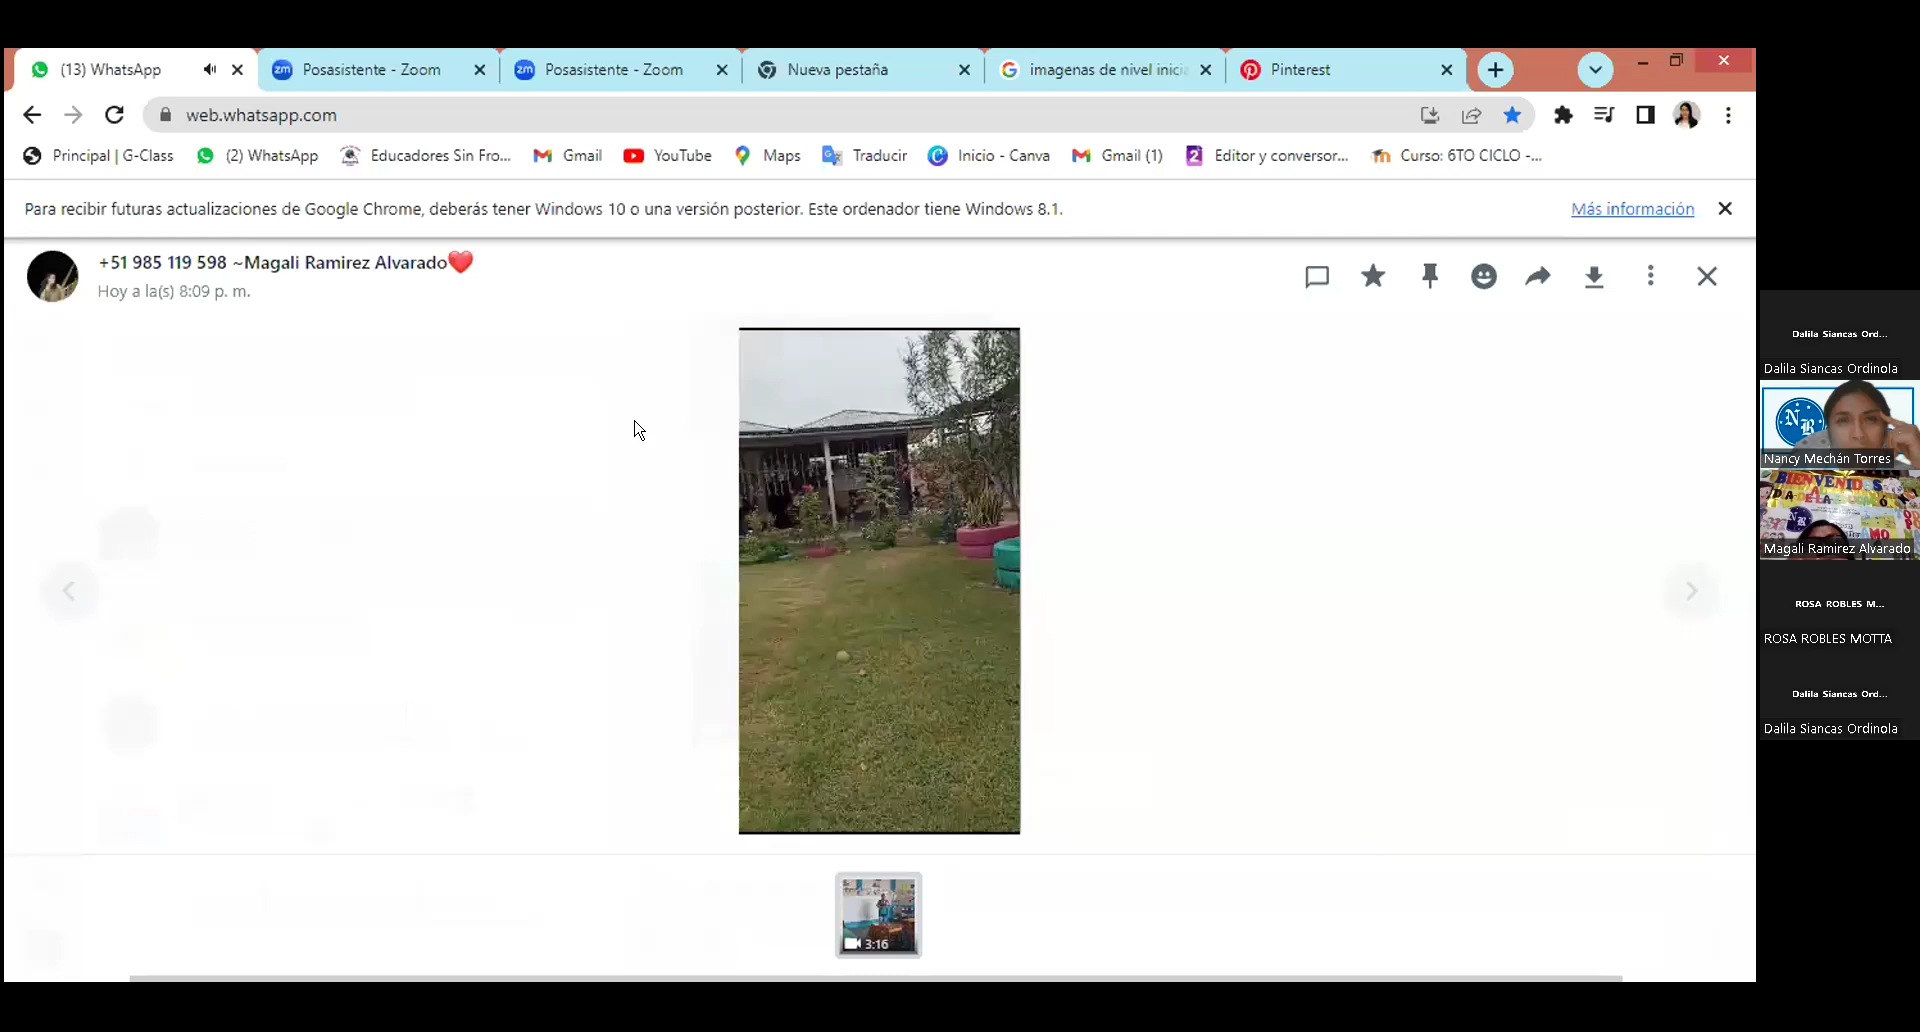 (13) WhatsApp
Posasistente - Zoom
Posasistente - Zoom
Nueva pestaña
imagenes de nivel inici
Pinterest
web.whatsapp.com
Principal | G-Class
(2) WhatsApp
Educadores Sin Fro...
Gmail
YouTube
Maps
Traducir
Inicio - Canva
Gmail (1)
Editor y conversor...
Curso: 6TO CICLO -...
Para recibir futuras actualizaciones de Google Chrome, deberás tener Windows 10 o una versión posterior. Este ordenador tiene Windows 8.1.
Más información
+51 985 119 598 ~Magali Ramirez Alvarado❤️
Hoy a la(s) 8:09 p. m.
3:16
Dalila Siancas Ord...
Dalila Siancas Ordinola
NB
Nancy Mechán Torres
BIENVENIDOS
NB
Magali Ramirez Alvarado
ROSA ROBLES M...
ROSA ROBLES MOTTA
Dalila Siancas Ord...
Dalila Siancas Ordinola